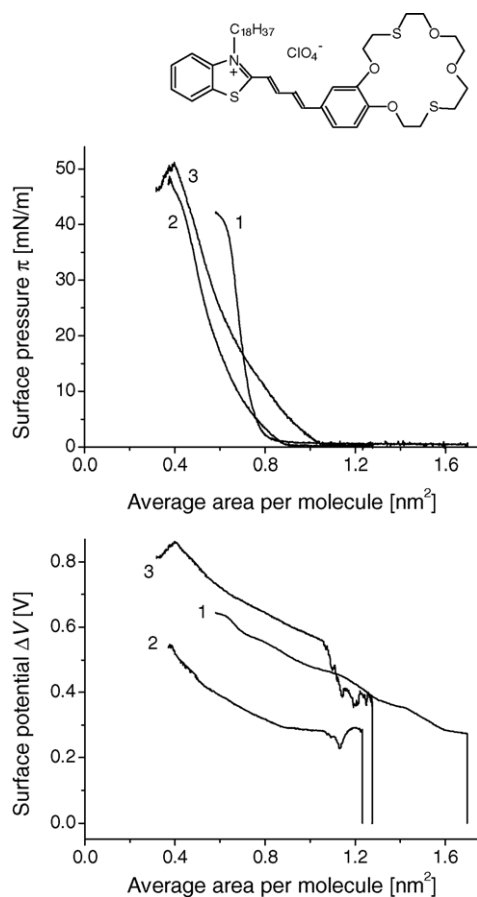 C18H37
N
+
ClO4-
S
S
O
O
O
O
S
50
40
30
20
10
0
Surface pressure π [mN/m]
3
2
1
0.0 0.4 0.8 1.2 1.6
Average area per molecule [nm2]
0.8
0.6
0.4
0.2
0.0
Surface potential ΔV [V]
3
1
2
0.0 0.4 0.8 1.2 1.6
Average area per molecule [nm2]